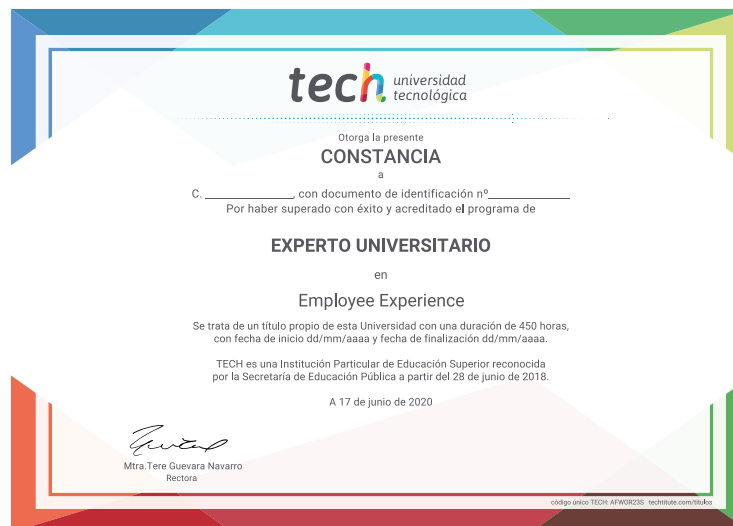 tech universidad
tecnológica
Otorga la presente
CONSTANCIA
a
C. ______________, con documento de identificación nº_____________
Por haber superado con éxito y acreditado el programa de
EXPERTO UNIVERSITARIO
en
Employee Experience
Se trata de un título propio de esta Universidad con una duración de 450 horas,
con fecha de inicio dd/mm/aaaa y fecha de finalización dd/mm/aaaa.
TECH es una Institución Particular de Educación Superior reconocida
por la Secretaría de Educación Pública a partir del 28 de junio de 2018.
A 17 de junio de 2020
Mtra.Tere Guevara Navarro
Rectora
código único TECH: AFWOR23S techtitute.com/titulos